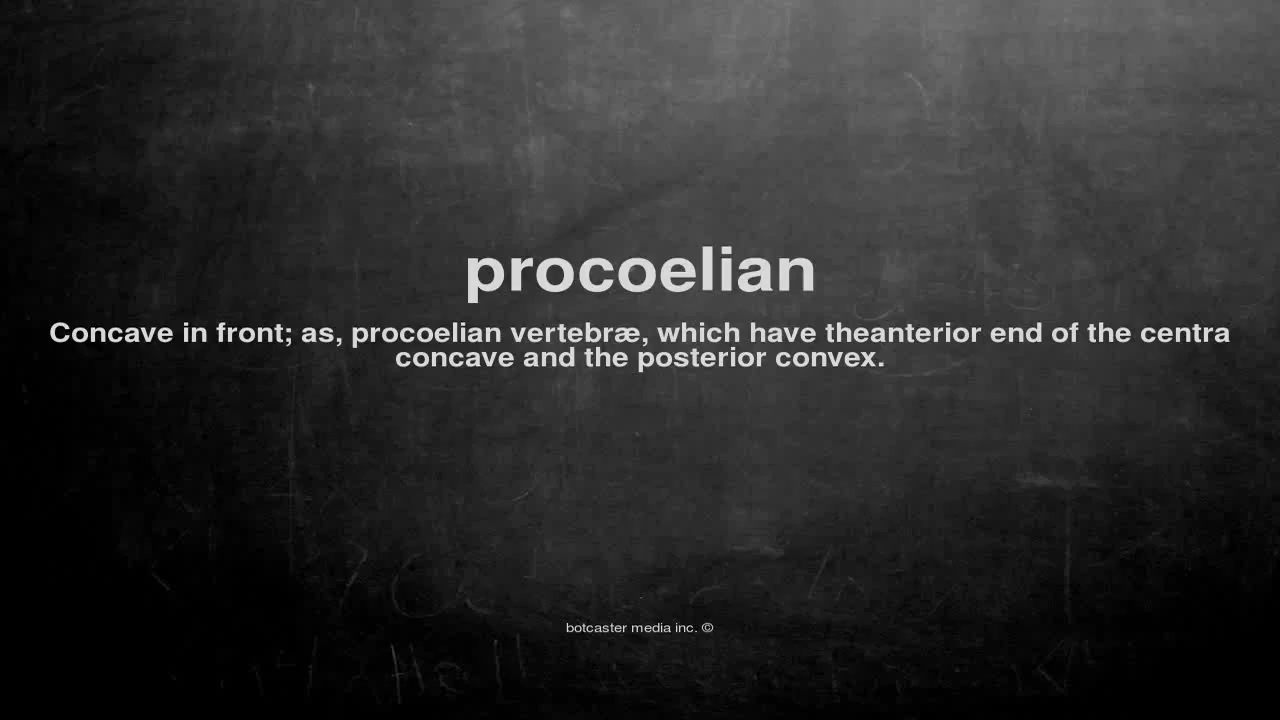 procoelian
Concave in front; as, procoelian vertebræ, which have theanterior end of the centra
concave and the posterior convex.
botcaster media inc. ©